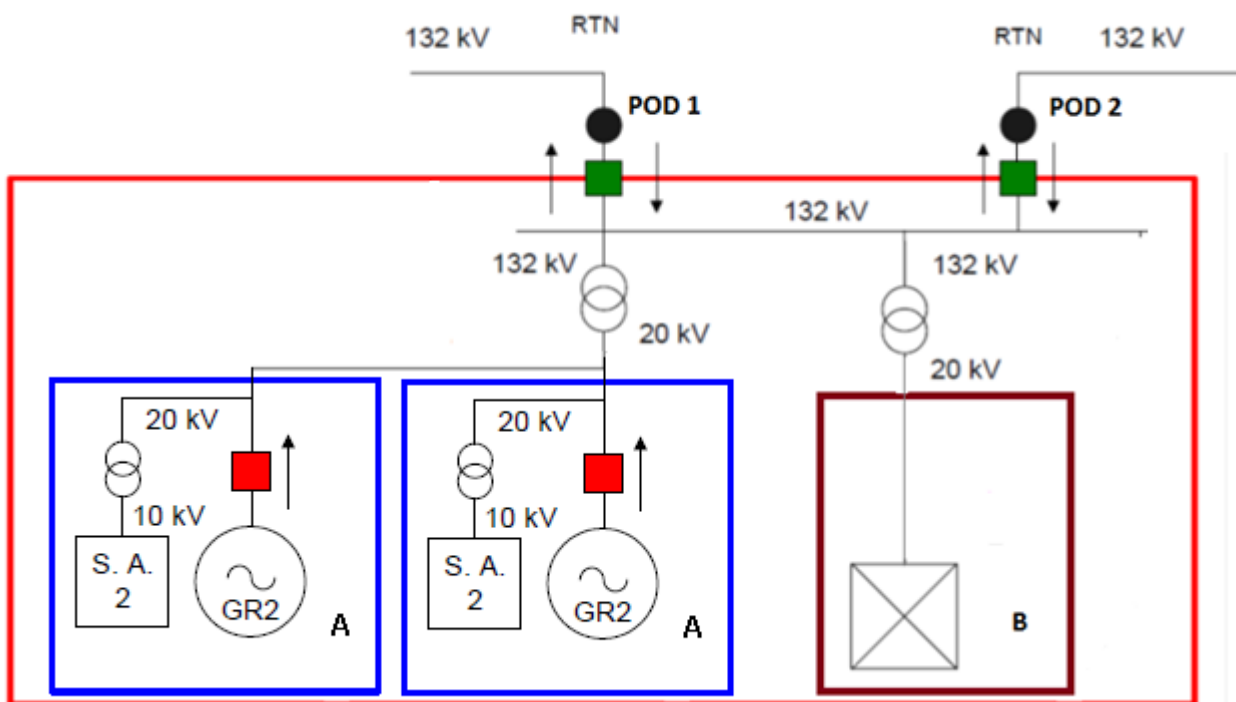 132 kV
RTN
RTN
132 kV
POD 1
POD 2
132 kV
132 kV
132 kV
20 kV
20 kV
20 kV
20 kV
10 kV
10 kV
S. A.
2
GR2
A
S. A.
2
GR2
A
B